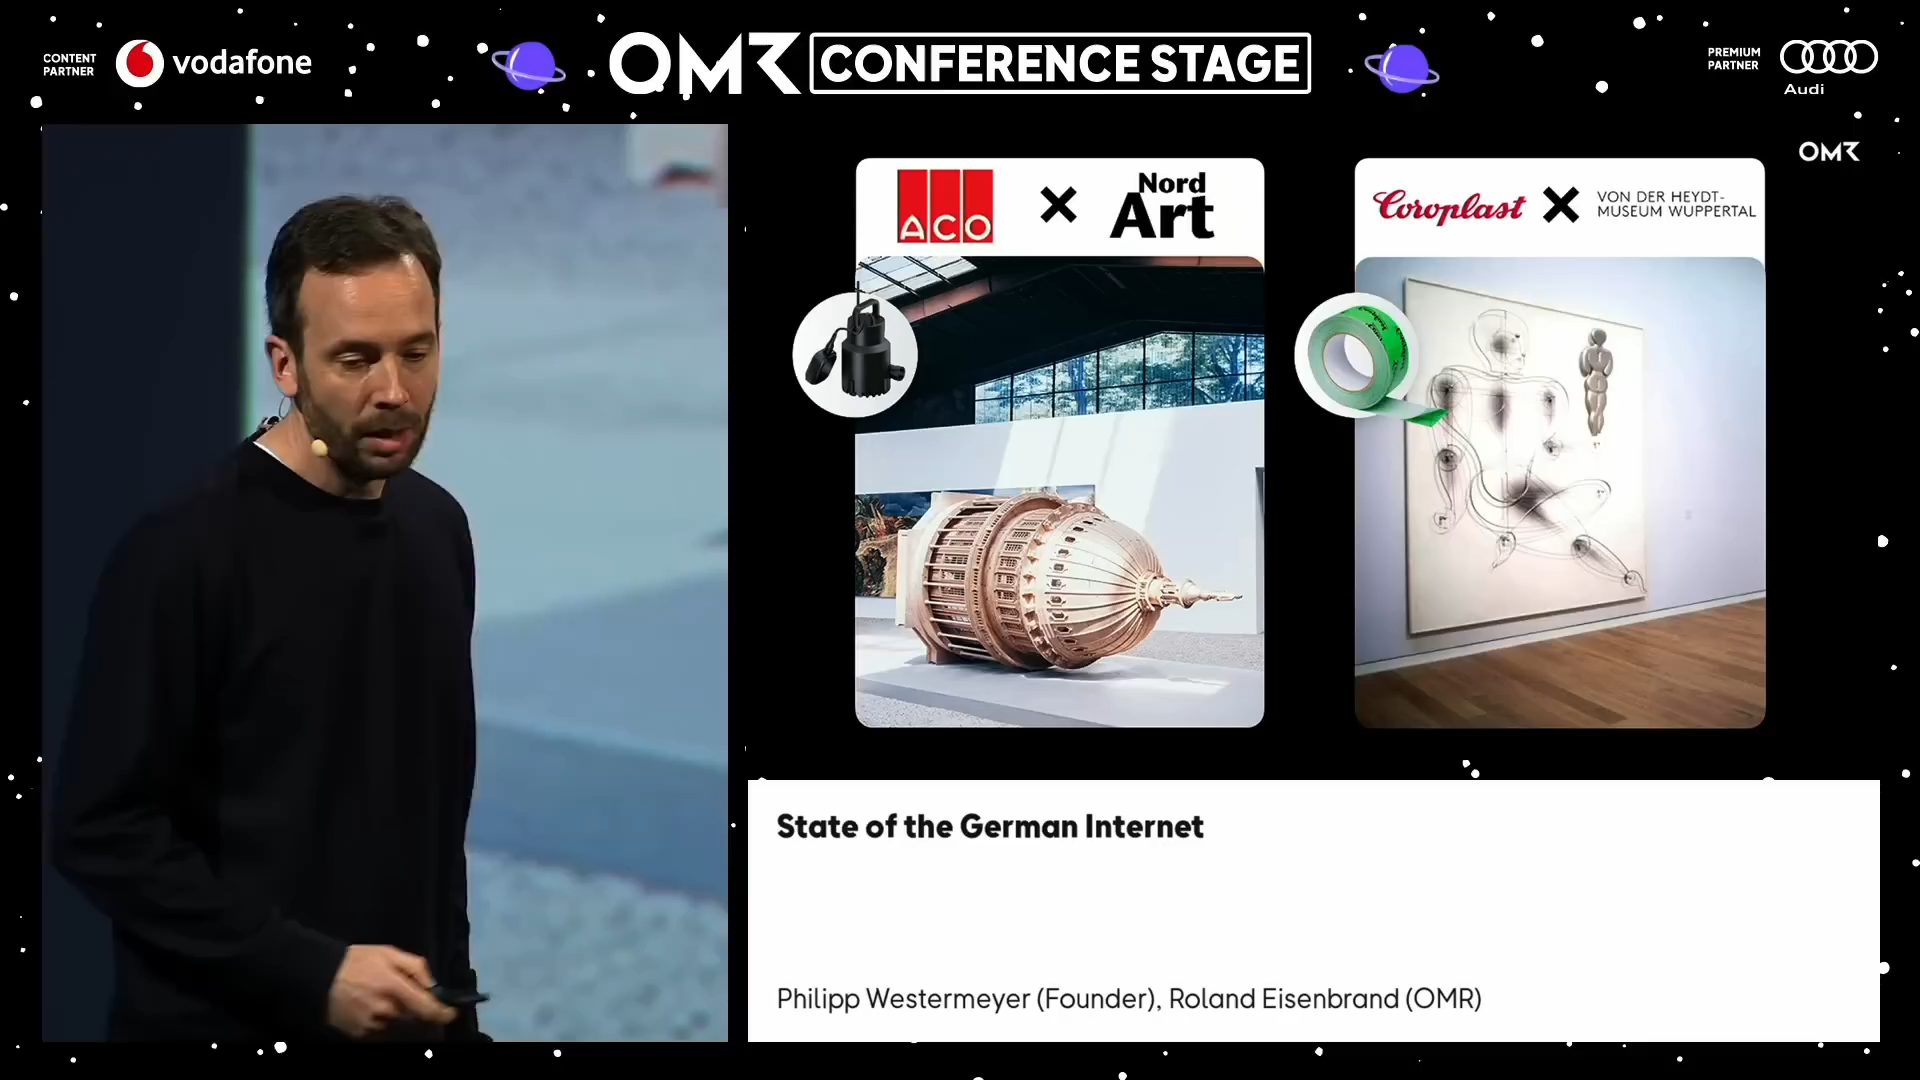 CONTENT
PARTNER
vodafone
OMR CONFERENCE STAGE
PREMIUM
PARTNER
Audi
OMR
ACO
Nord
Art
Coroplast
VON DER HEYDT-
MUSEUM WUPPERTAL
State of the German Internet
Philipp Westermeyer (Founder), Roland Eisenbrand (OMR)